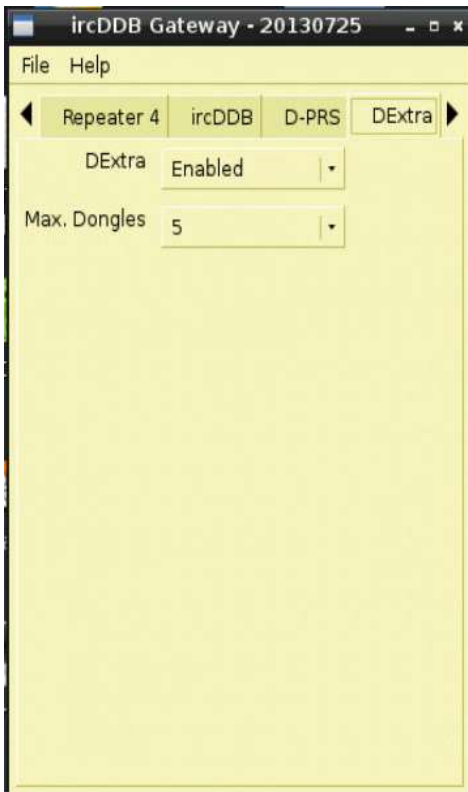 ircDDB Gateway - 20130725
File Help
Repeater 4 ircDDB D-PRS DExtra
DExtra Enabled
Max. Dongles 5